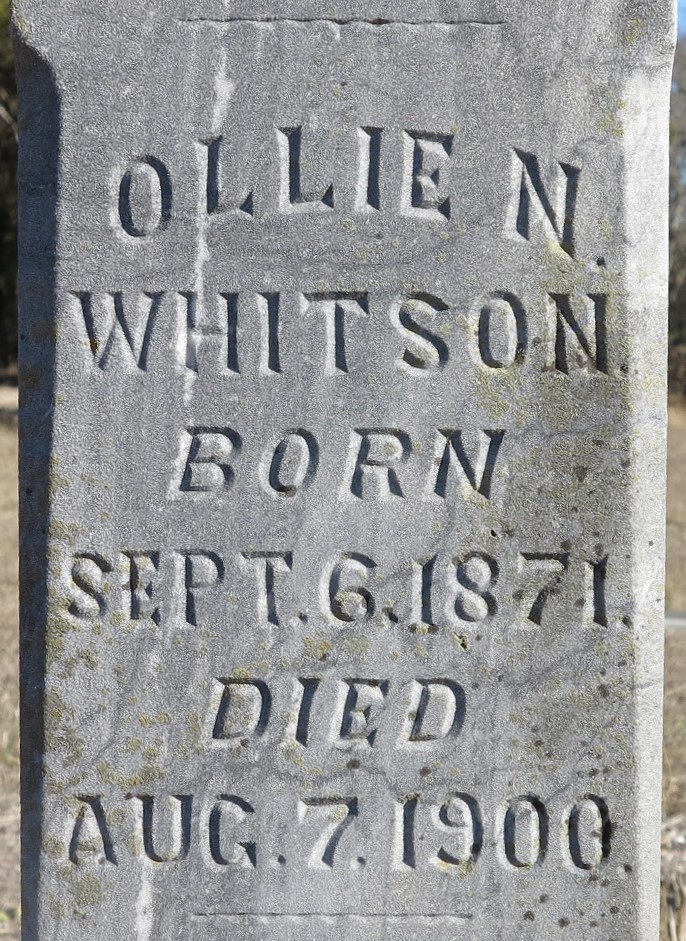 OLLIE N.
WHITSON.
BORN
SEPT. 6. 1871.
DIED
AUG. 7. 1900.